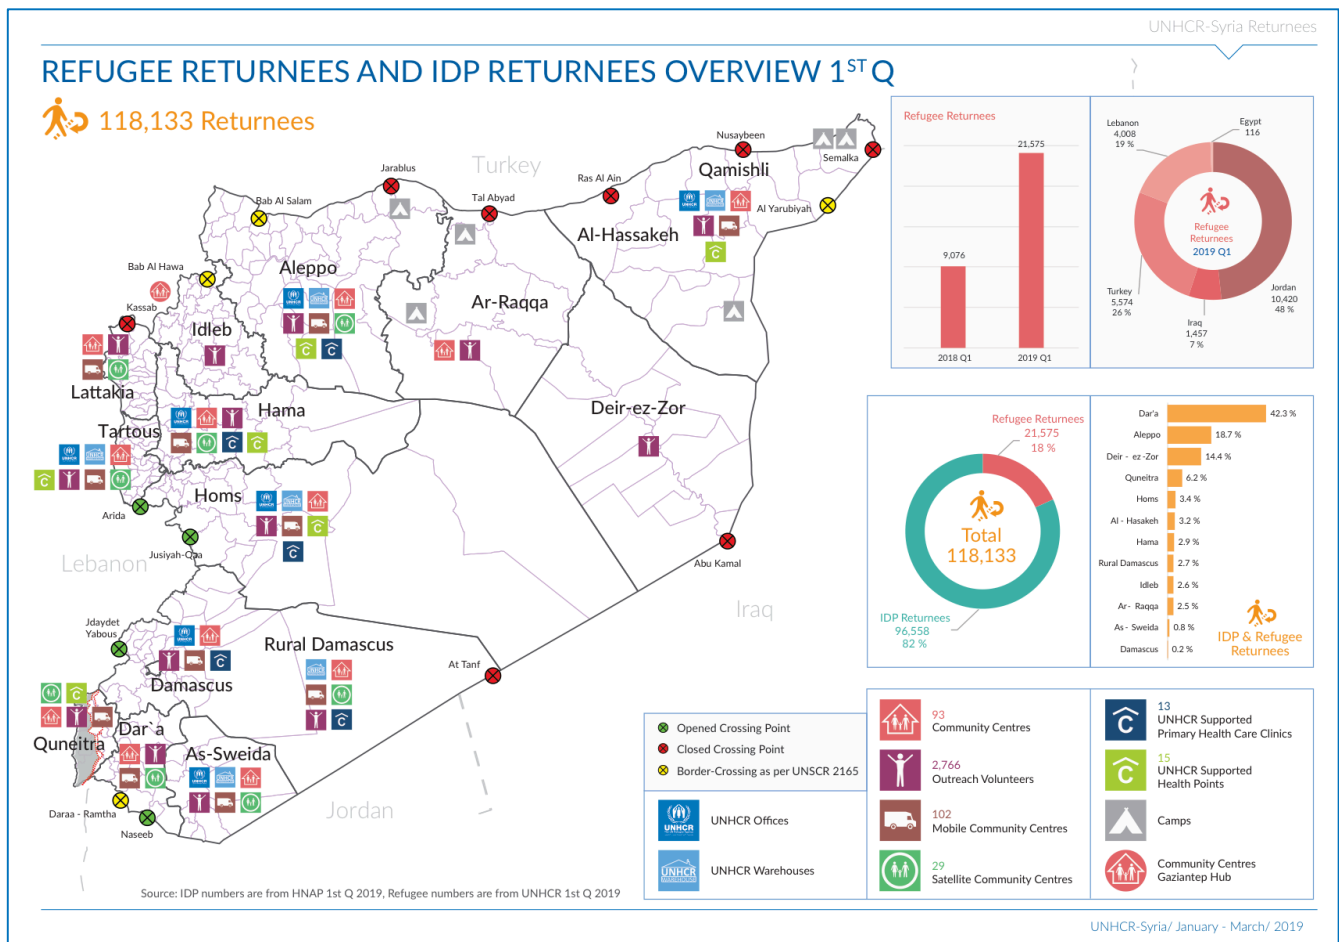 UNHCR-Syria Returnees
REFUGEE RETURNEES AND IDP RETURNEES OVERVIEW 1ST Q
118,133 Returnees
Turkey
Lebanon
Iraq
Jordan
Nusaybeen
Semalka
Qamishli
Jarablus
Ras Al Ain
Tal Abyad
Bab Al Salam
Al Yarubiyah
Al-Hassakeh
Bab Al Hawa
Aleppo
Kassab
Ar-Raqqa
Idleb
Lattakia
Hama
Deir-ez-Zor
Tartous
Homs
Arida
Jusiyah-Qaa
Abu Kamal
Jdaydet
Yabous
Rural Damascus
At Tanf
Damascus
Quneitra
Dar`a
As-Sweida
Daraa - Ramtha
Naseeb
Refugee Returnees
9,076
21,575
2018 Q1
2019 Q1
Lebanon
4,008
19 %
Egypt
116
Refugee
Returnees
2019 Q1
Turkey
5,574
26 %
Iraq
1,457
7 %
Jordan
10,420
48 %
Refugee Returnees
21,575
18 %
Total
118,133
IDP Returnees
96,558
82 %
Dar'a 42.3 %
Aleppo 18.7 %
Deir - ez -Zor 14.4 %
Quneitra 6.2 %
Homs 3.4 %
Al - Hasakeh 3.2 %
Hama 2.9 %
Rural Damascus 2.7 %
Idleb 2.6 %
Ar- Raqqa 2.5 %
As - Sweida 0.8 %
Damascus 0.2 %
IDP & Refugee
Returnees
Opened Crossing Point
Closed Crossing Point
Border-Crossing as per UNSCR 2165
UNHCR
UNHCR Offices
UNHCR
UNHCR Warehouses
93
Community Centres
2,766
Outreach Volunteers
102
Mobile Community Centres
29
Satellite Community Centres
C
13
UNHCR Supported
Primary Health Care Clinics
C
15
UNHCR Supported
Health Points
Camps
Community Centres
Gaziantep Hub
Source: IDP numbers are from HNAP 1st Q 2019, Refugee numbers are from UNHCR 1st Q 2019
UNHCR-Syria/ January - March/ 2019